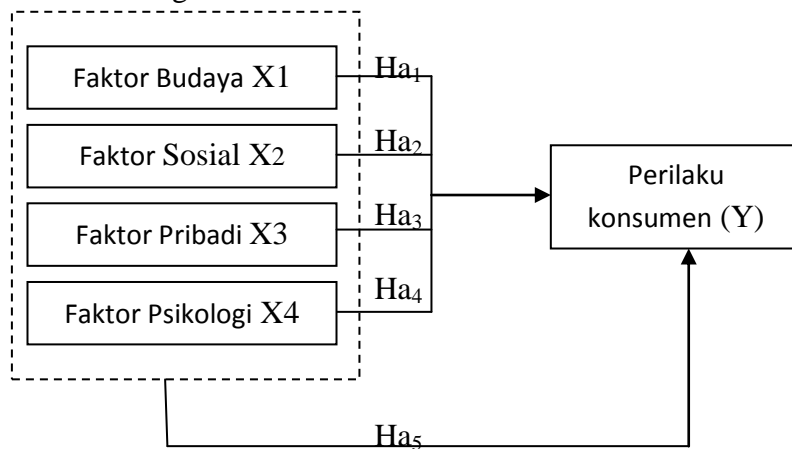 Faktor Budaya X1
Ha₁
Faktor Sosial X2
Ha₂
Faktor Pribadi X3
Ha₃
Faktor Psikologi X4
Ha₄
Perilaku
konsumen (Y)
Ha₅